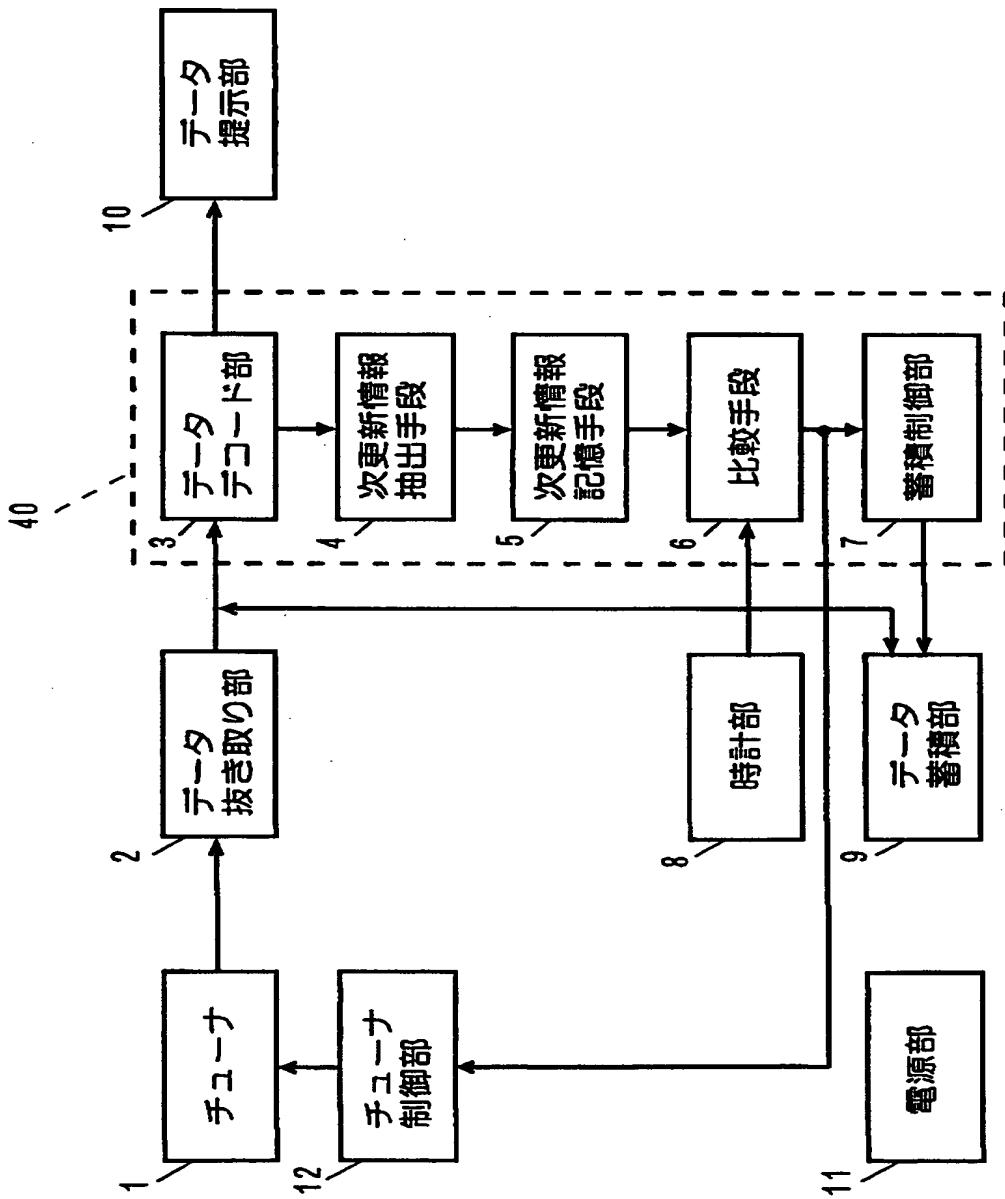 40
1
チューナ
2
データ
抜き取り部
3
データ
デコード部
10
データ
提示部
12
チューナ
制御部
4
次更新情報
抽出手段
5
次更新情報
記憶手段
8
時計部
6
比較手段
11
電源部
9
データ
蓄積部
7
蓄積制御部